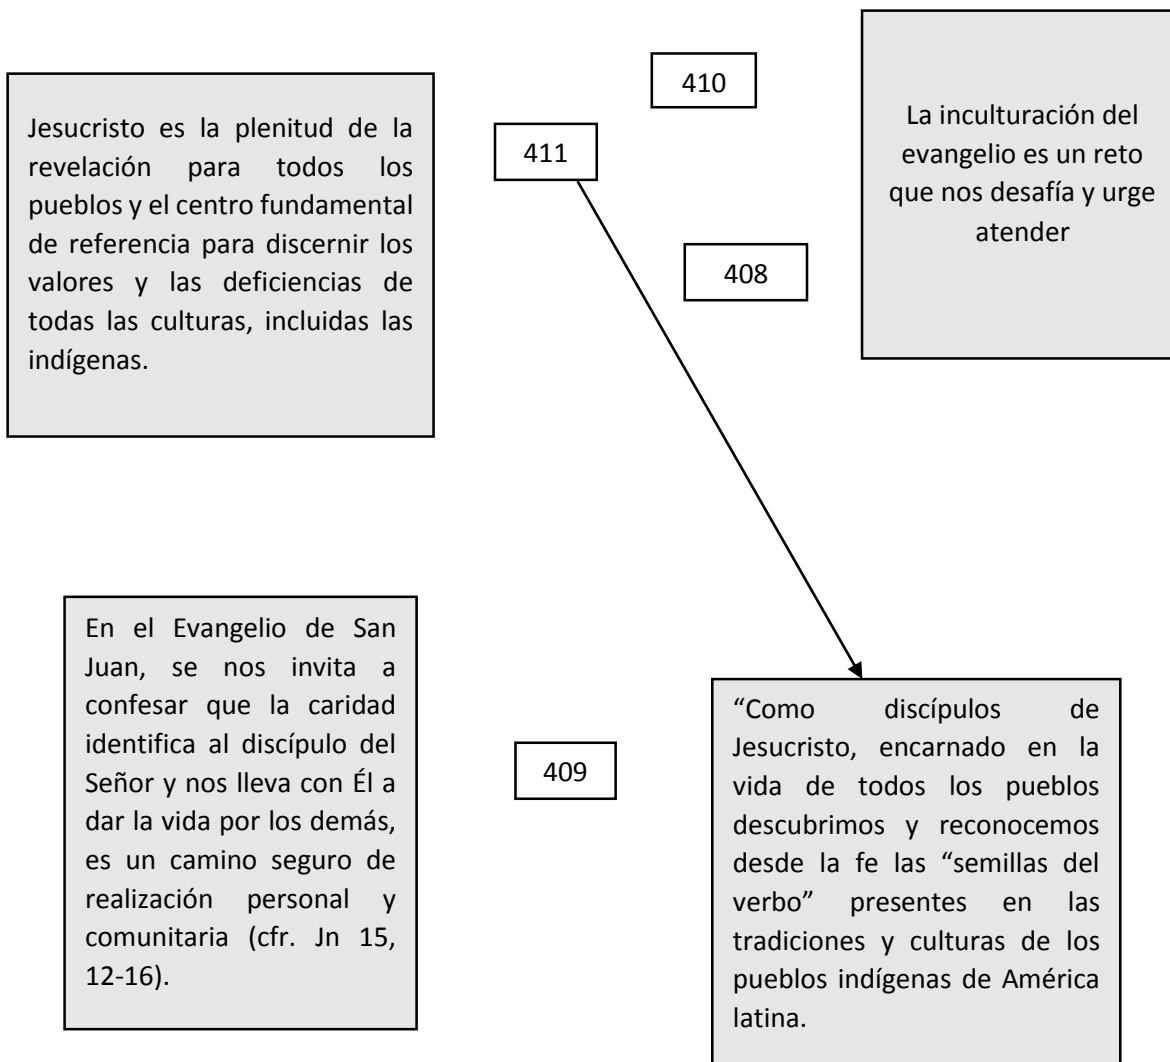 410
Jesucristo es la plenitud de la
revelación para todos los
pueblos y el centro fundamental
de referencia para discernir los
valores y las deficiencias de
todas las culturas, incluidas las
indígenas.
411
La inculturación del
evangelio es un reto
que nos desafía y urge
atender
408
En el Evangelio de San
Juan, se nos invita a
confesar que la caridad
identifica al discípulo del
Señor y nos lleva con Él a
dar la vida por los demás,
es un camino seguro de
realización personal y
comunitaria (cfr. Jn 15,
12-16).
409
“Como discípulos de
Jesucristo, encarnado en la
vida de todos los pueblos
descubrimos y reconocemos
desde la fe las “semillas del
verbo” presentes en las
tradiciones y culturas de los
pueblos indígenas de América
latina.